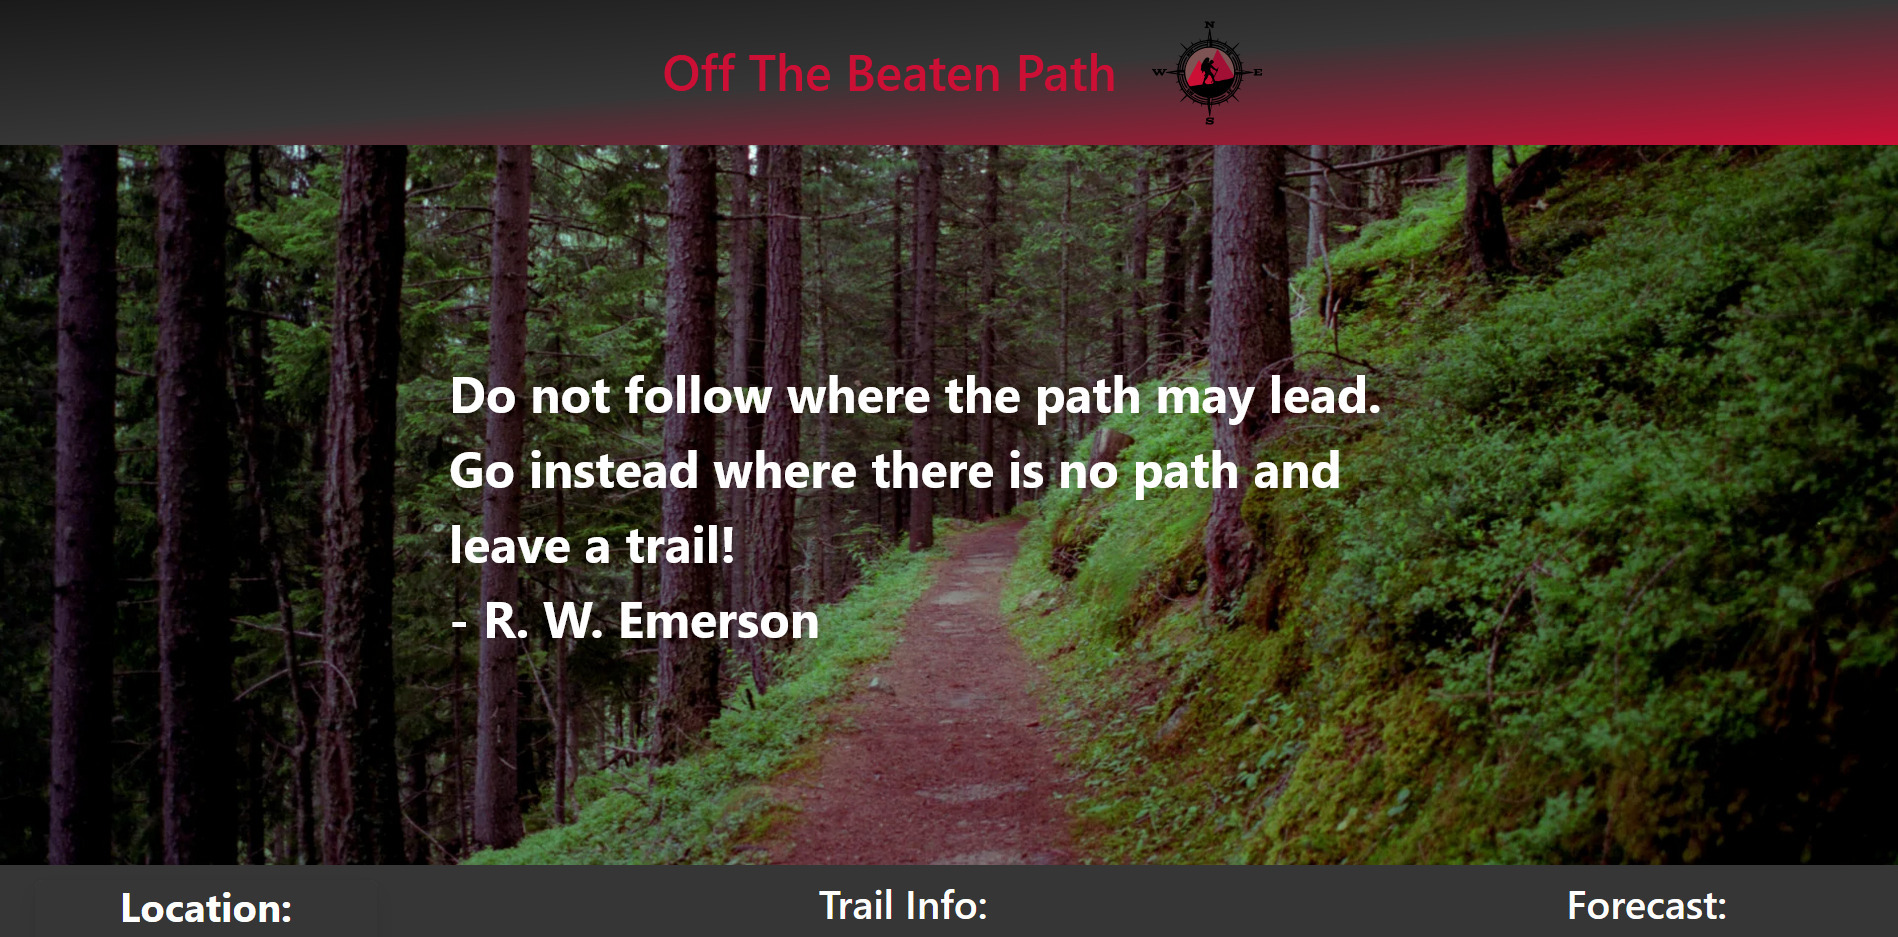 Off The Beaten Path
N
W E
S
Do not follow where the path may lead.
Go instead where there is no path and
leave a trail!
- R. W. Emerson
Location:
Trail Info:
Forecast: